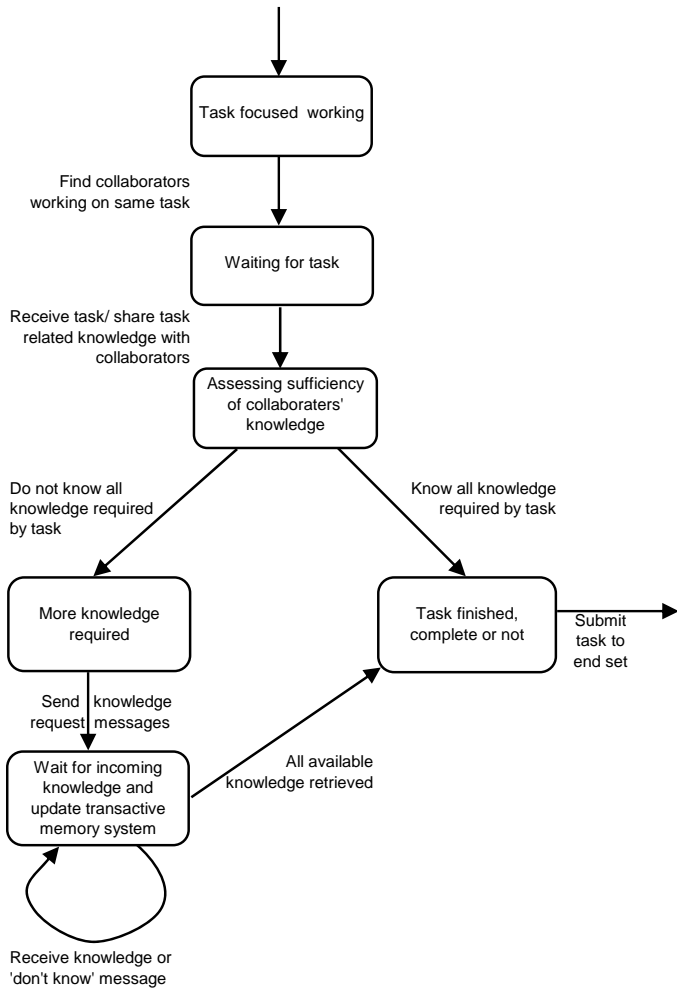 Task focused working
Find collaborators
working on same task
Waiting for task
Receive task/ share task
related knowledge with
collaborators
Assessing sufficiency
of collaboraters'
knowledge
Do not know all
knowledge required
by task
Know all knowledge
required by task
More knowledge
required
Task finished,
complete or not
Submit
task to
end set
Send knowledge
request messages
Wait for incoming
knowledge and
update transactive
memory system
All available
knowledge retrieved
Receive knowledge or
'don't know' message